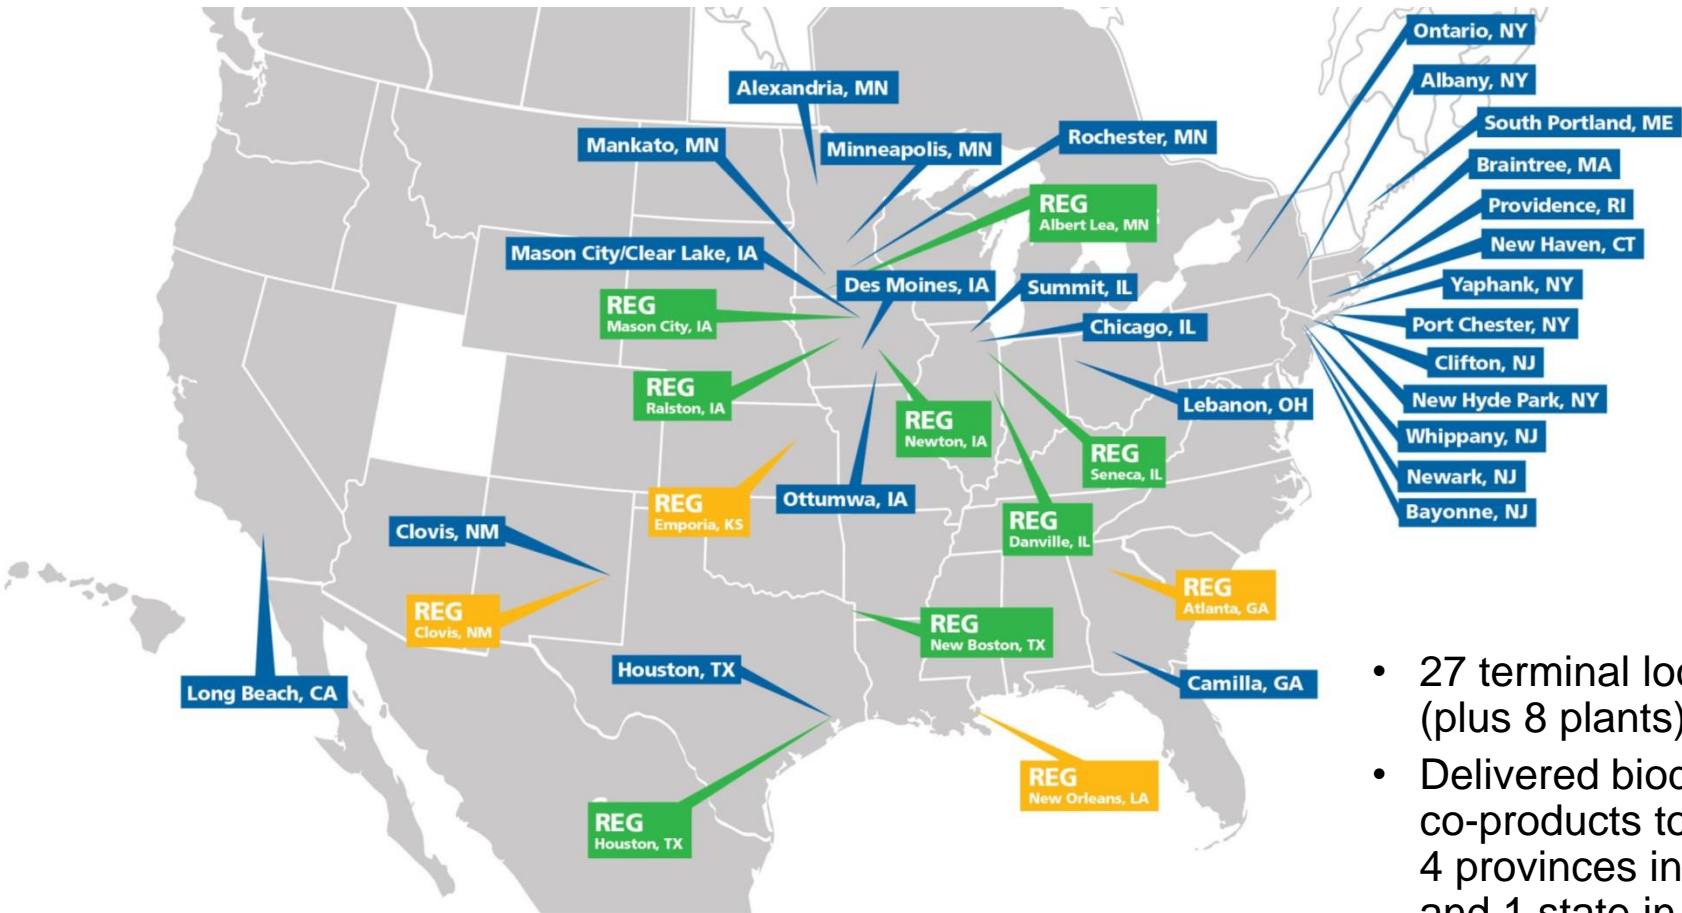 Ontario, NY
Albany, NY
Alexandria, MN
South Portland, ME
Mankato, MN
Minneapolis, MN
Rochester, MN
Braintree, MA
REG
Albert Lea, MN
Providence, RI
Mason City/Clear Lake, IA
New Haven, CT
Des Moines, IA
Summit, IL
Yaphank, NY
REG
Mason City, IA
Chicago, IL
Port Chester, NY
Clifton, NJ
REG
Ralston, IA
Lebanon, OH
New Hyde Park, NY
REG
Newton, IA
Whippany, NJ
REG
Seneca, IL
Newark, NJ
REG
Emporia, KS
Ottumwa, IA
Bayonne, NJ
Clovis, NM
REG
Danville, IL
REG
Clovis, NM
REG
Atlanta, GA
REG
New Boston, TX
Houston, TX
Camilla, GA
Long Beach, CA
REG
New Orleans, LA
REG
Houston, TX
• 27 terminal
(plus 8 plants)
• Delivered
co-products
4 provinces in
and 1 state in